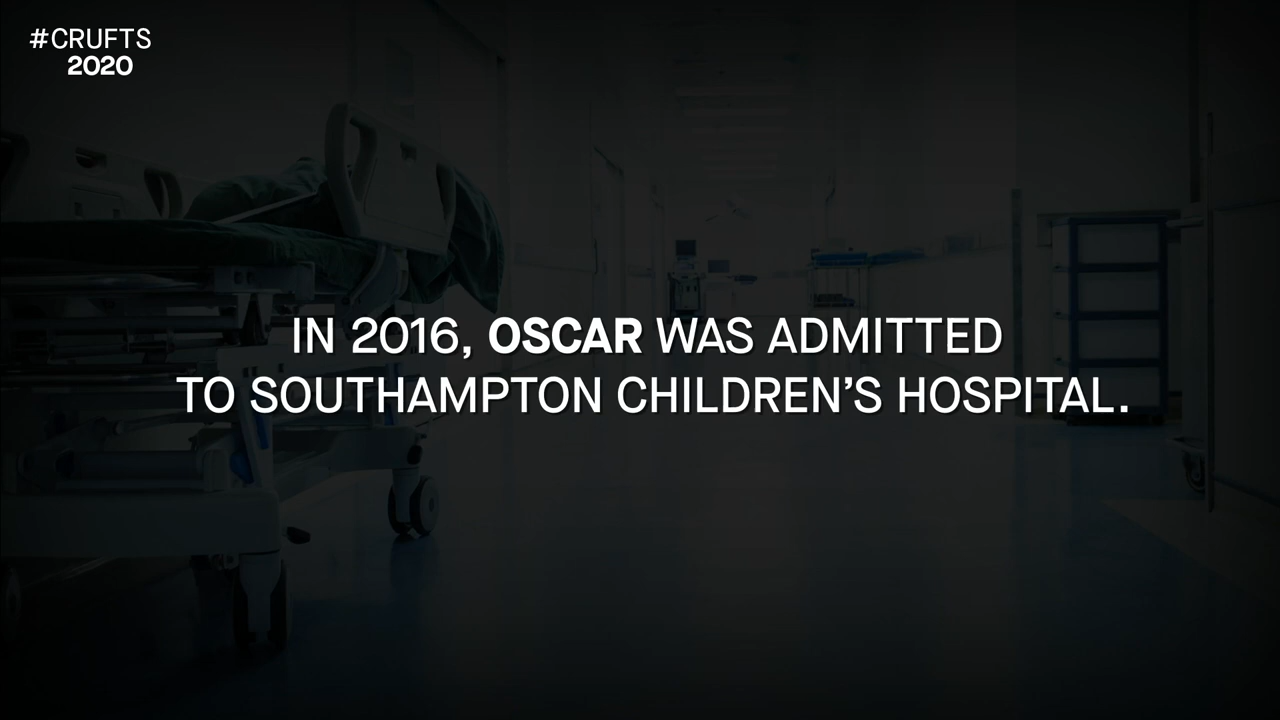 #CRUFTS
2020
IN 2016, OSCAR WAS ADMITTED
TO SOUTHAMPTON CHILDREN’S HOSPITAL.